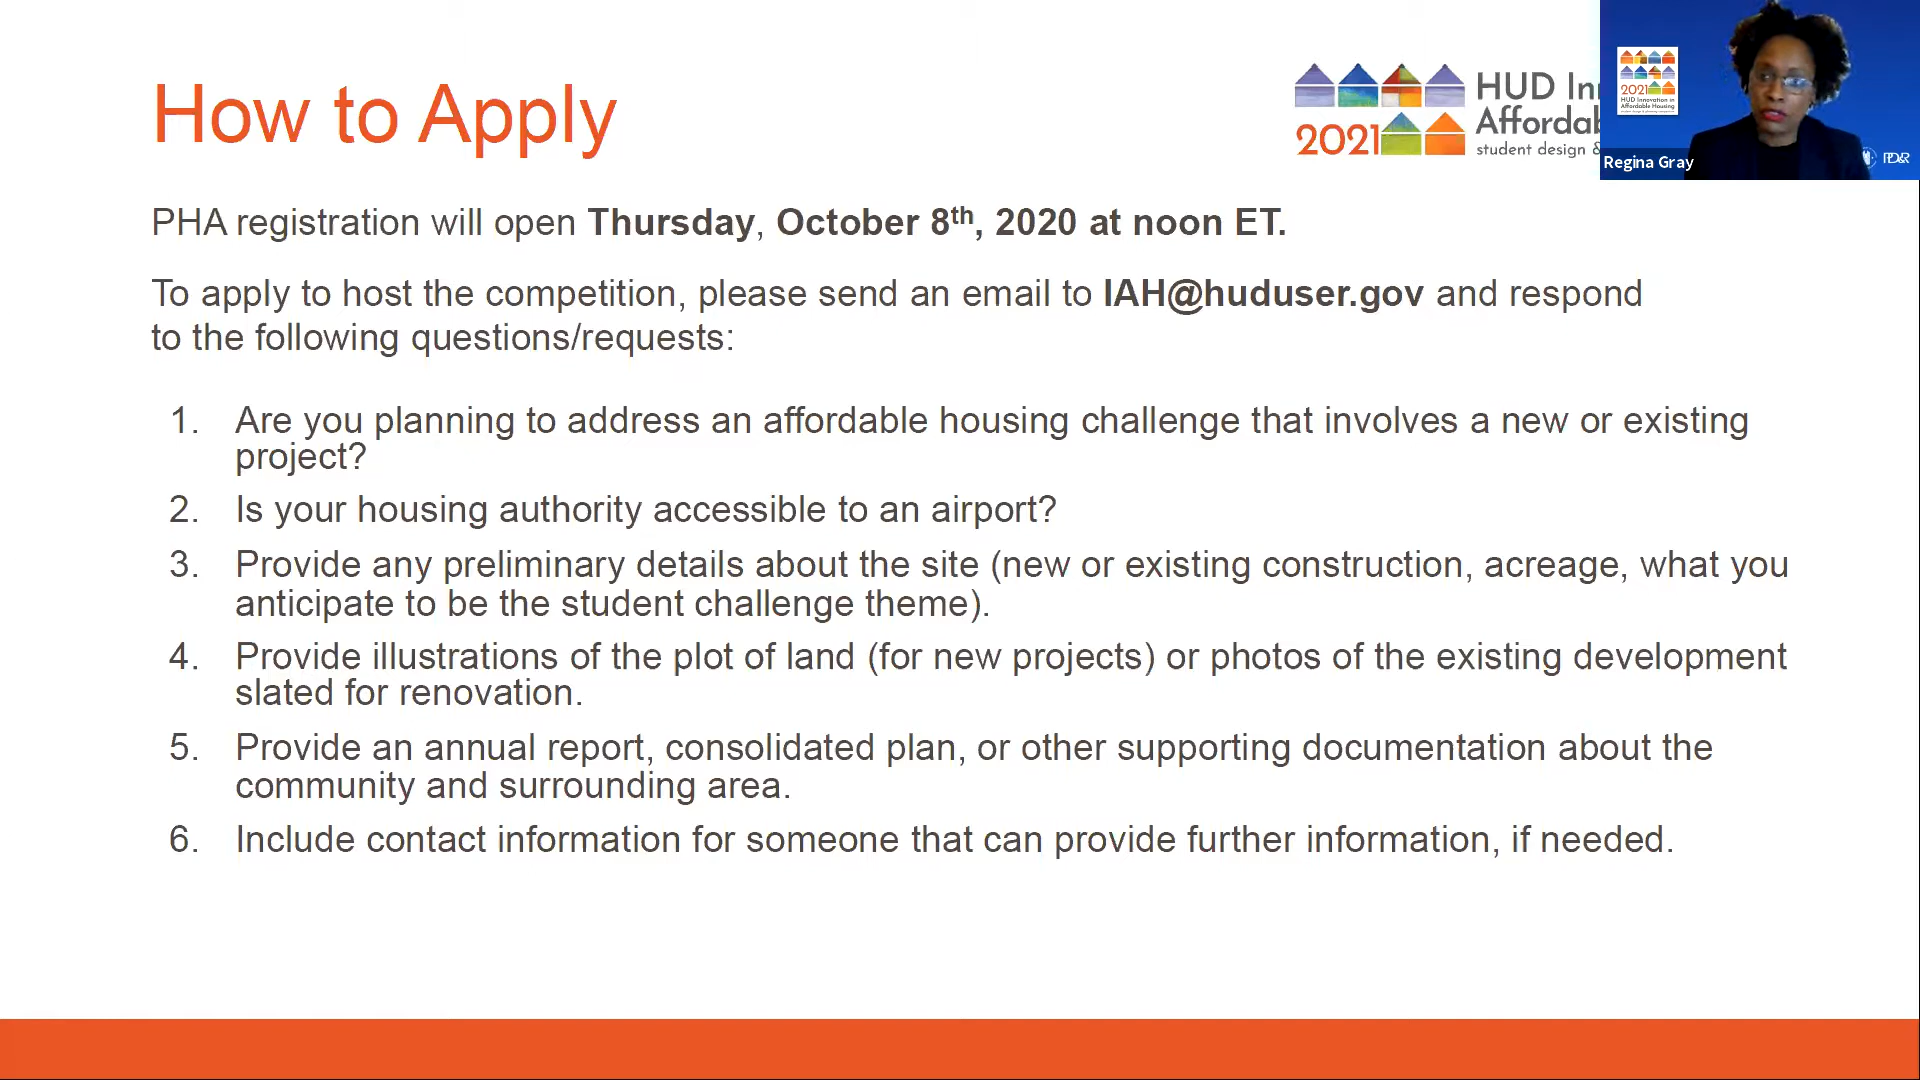 How to Apply
HUD In
Affordab
2021
student design &
2021
HUD Innovation in
Affordable Housing
Regina Gray
PD&R
PHA registration will open Thursday, October 8th, 2020 at noon ET.
To apply to host the competition, please send an email to IAH@huduser.gov and respond
to the following questions/requests:
1. Are you planning to address an affordable housing challenge that involves a new or existing
project?
2. Is your housing authority accessible to an airport?
3. Provide any preliminary details about the site (new or existing construction, acreage, what you
anticipate to be the student challenge theme).
4. Provide illustrations of the plot of land (for new projects) or photos of the existing development
slated for renovation.
5. Provide an annual report, consolidated plan, or other supporting documentation about the
community and surrounding area.
6. Include contact information for someone that can provide further information, if needed.